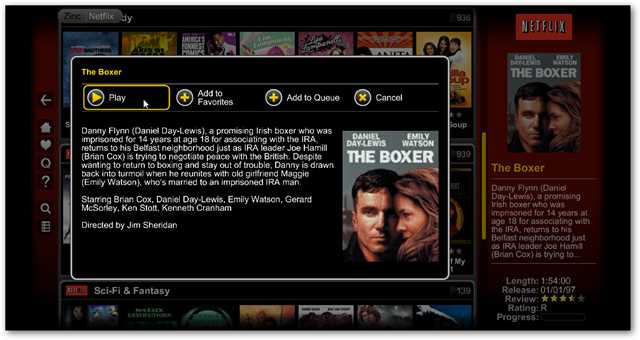 Zinc
Netflix
dy
936
NETFLIX
The Boxer
Play
Add to
Favorites
Add to Queue
Cancel
Danny Flynn (Daniel Day-Lewis), a promising Irish boxer who was
imprisoned for 14 years at age 18 for associating with the IRA,
returns to his Belfast neighborhood just as IRA leader Joe Hamill
(Brian Cox) is trying to negotiate peace with the British. Despite
wanting to return to boxing and stay out of trouble, Danny is drawn
back into turmoil when he reunites with old girlfriend Maggie
(Emily Watson), who's married to an imprisoned IRA man.
Starring Brian Cox, Daniel Day-Lewis, Emily Watson, Gerard
McSorley, Ken Stott, Kenneth Cranham
Directed by Jim Sheridan
DANIEL DAY-LEWIS
EMILY WATSON
THE BOXER
Soup
939
Of My
Sci-Fi & Fantasy
139
DANIEL DAY-LEWIS
EMILY WATSON
THE BOXER
The Boxer
Danny Flynn (Daniel
Day-Lewis), a promising
Irish boxer who was
imprisoned for 14 years
at age 18 for associating
with the IRA, returns to his
Belfast neighborhood just
as IRA leader Joe Hamill
(Brian Cox) is trying to...
Length: 1:54:00
Release: 01/01/97
Review:
Rating: R
Progress: